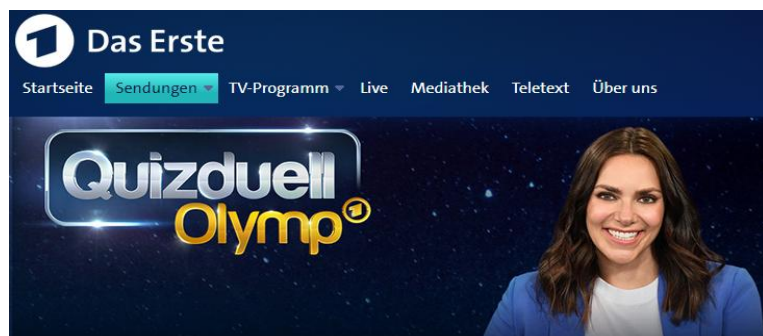 Das Erste
Startseite Sendungen TV-Programm Live Mediathek Teletext Über uns
Quizduell
Olymp